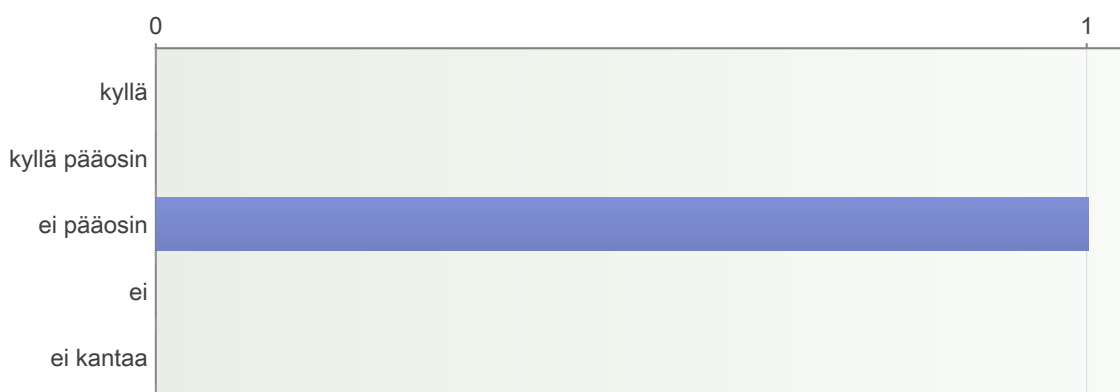 0 1
kyllä
kyllä pääosin
ei pääosin
ei
ei kantaa